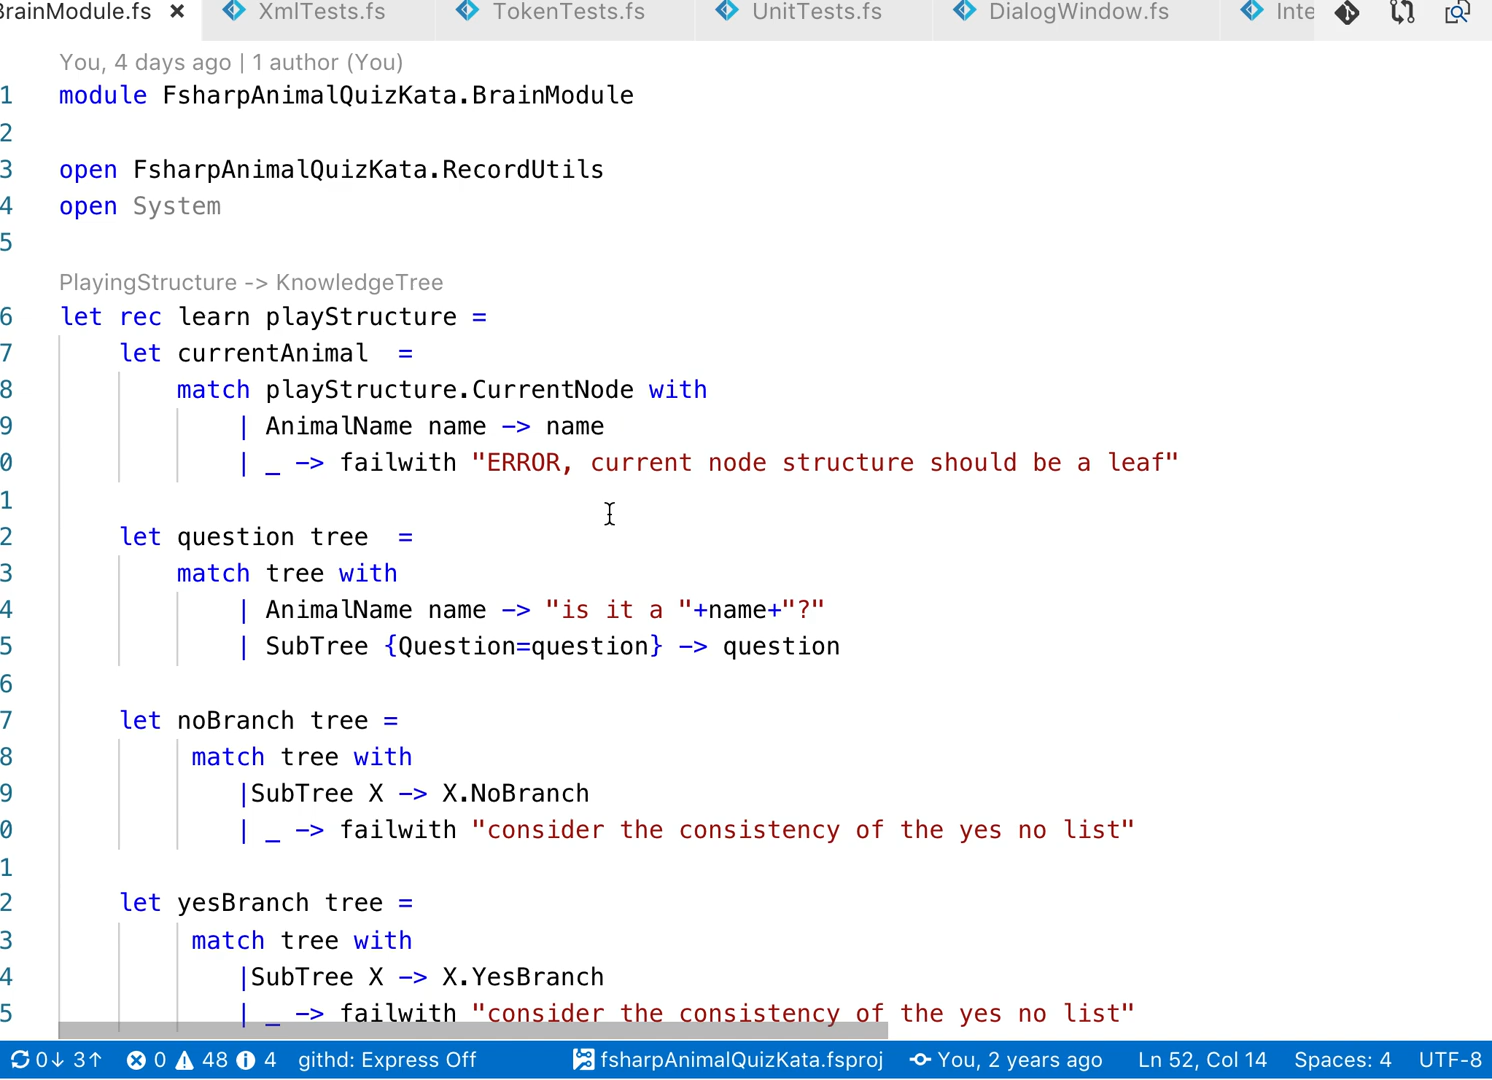 BrainModule.fs × XmlTests.fs TokenTests.fs UnitTests.fs DialogWindow.fs Inte
You, 4 days ago | 1 author (You)
1 module FsharpAnimalQuizKata.BrainModule
2
3 open FsharpAnimalQuizKata.RecordUtils
4 open System
5
PlayingStructure -> KnowledgeTree
6 let rec learn playStructure =
7 let currentAnimal  =
8 match playStructure.CurrentNode with
9 | AnimalName name -> name
0 | _ -> failwith "ERROR, current node structure should be a leaf"
1
2 let question tree  =
3 match tree with
4 | AnimalName name -> "is it a "+name+"?"
5 | SubTree {Question=question} -> question
6
7 let noBranch tree =
8 match tree with
9 |SubTree X -> X.NoBranch
0 | _ -> failwith "consider the consistency of the yes no list"
1
2 let yesBranch tree =
3 match tree with
4 |SubTree X -> X.YesBranch
5 | _ -> failwith "consider the consistency of the yes no list"
0↓ 3↑ 0 48 4 githd: Express Off fsharpAnimalQuizKata.fsproj You, 2 years ago Ln 52, Col 14 Spaces: 4 UTF-8